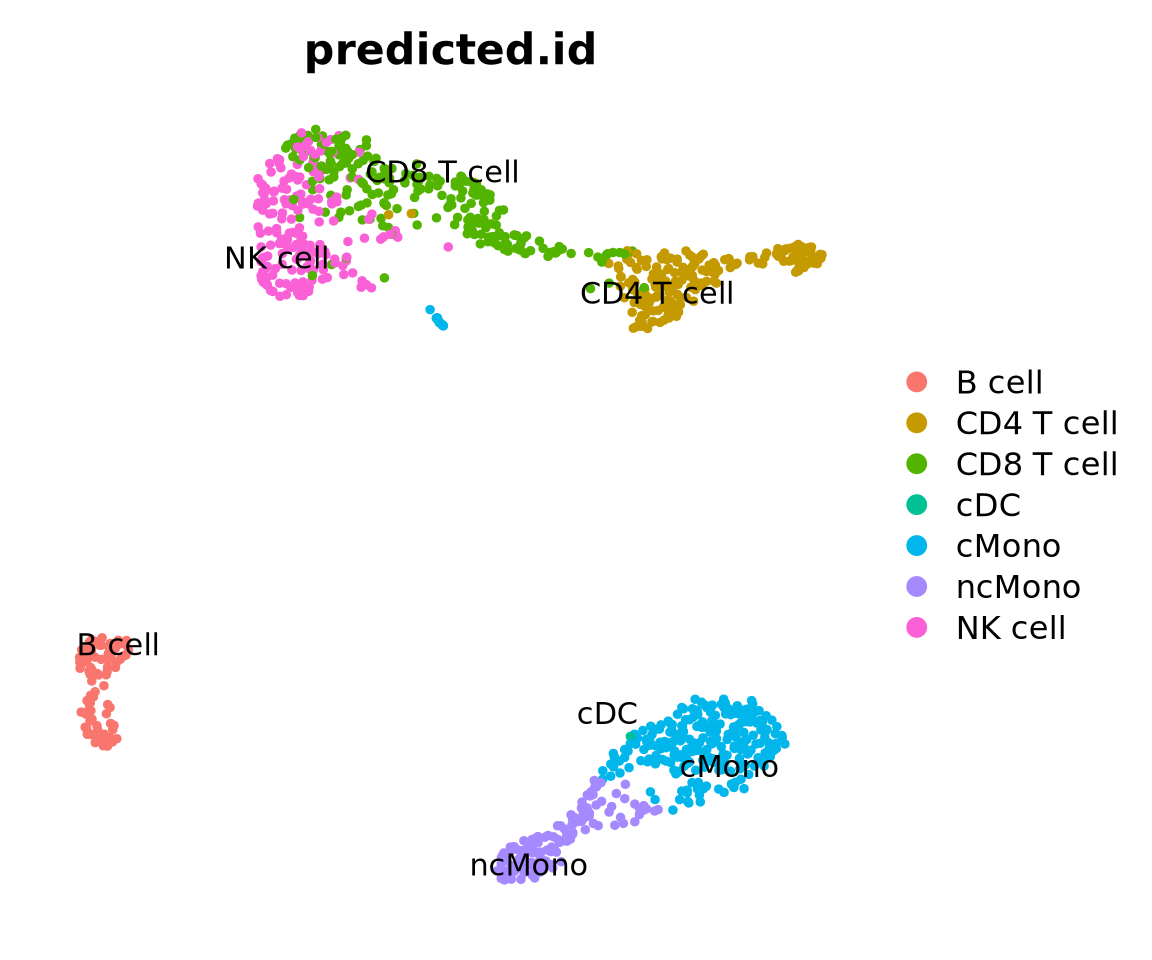 predicted.id
CD8 T cell
NK cell
CD4 T cell
B cell
CD4 T cell
CD8 T cell
cDC
cMono
ncMono
NK cell
B cell
cDC
cMono
ncMono